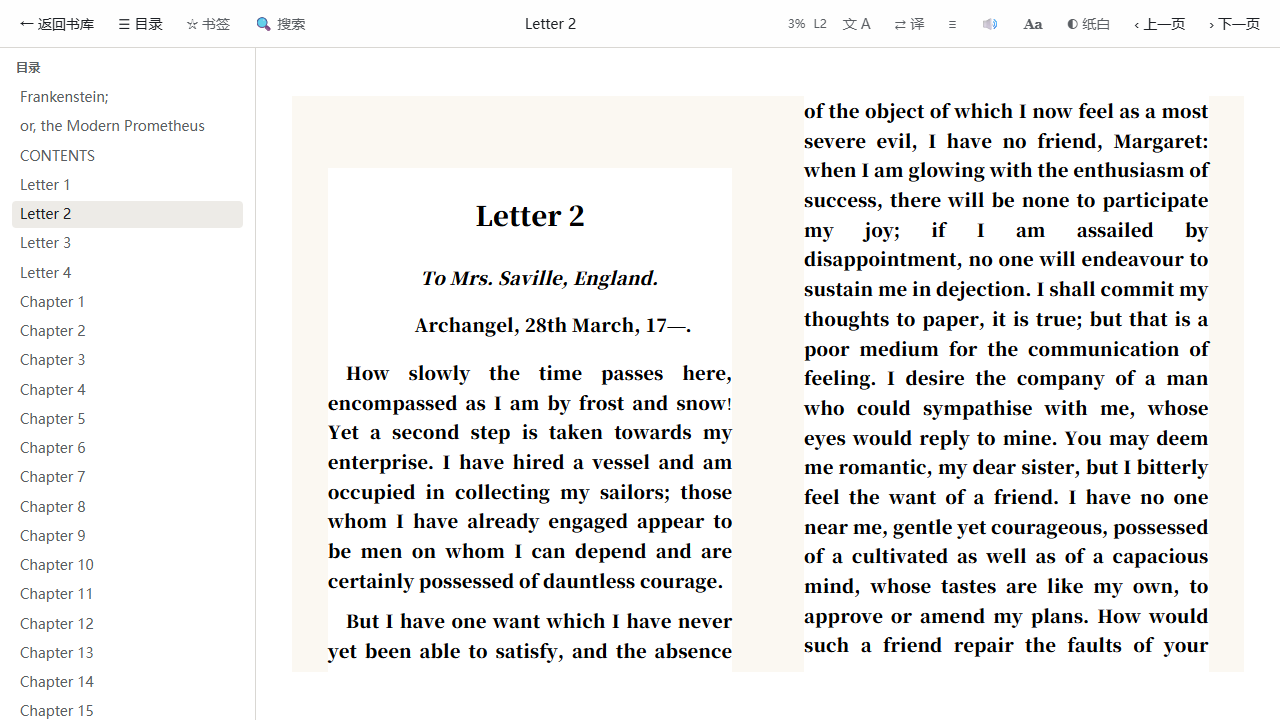 ← 返回书库 ☰ 目录 ☆ 书签 🔍 搜索 Letter 2 3% L2 文 A ⇄ 译 ≡ 🔊 Aa ◐ 纸白 ‹ 上一页 › 下一页
目录
Frankenstein;
or, the Modern Prometheus
CONTENTS
Letter 1
Letter 2
Letter 3
Letter 4
Chapter 1
Chapter 2
Chapter 3
Chapter 4
Chapter 5
Chapter 6
Chapter 7
Chapter 8
Chapter 9
Chapter 10
Chapter 11
Chapter 12
Chapter 13
Chapter 14
Chapter 15
Letter 2
To Mrs. Saville, England.
Archangel, 28th March, 17—.
How slowly the time passes here,
encompassed as I am by frost and snow!
Yet a second step is taken towards my
enterprise. I have hired a vessel and am
occupied in collecting my sailors; those
whom I have already engaged appear to
be men on whom I can depend and are
certainly possessed of dauntless courage.
But I have one want which I have never
yet been able to satisfy, and the absence
of the object of which I now feel as a most
severe evil, I have no friend, Margaret:
when I am glowing with the enthusiasm of
success, there will be none to participate
my joy; if I am assailed by
disappointment, no one will endeavour to
sustain me in dejection. I shall commit my
thoughts to paper, it is true; but that is a
poor medium for the communication of
feeling. I desire the company of a man
who could sympathise with me, whose
eyes would reply to mine. You may deem
me romantic, my dear sister, but I bitterly
feel the want of a friend. I have no one
near me, gentle yet courageous, possessed
of a cultivated as well as of a capacious
mind, whose tastes are like my own, to
approve or amend my plans. How would
such a friend repair the faults of your